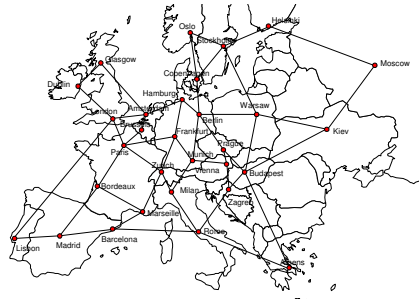 Oslo
Helsinki
Stockholm
Glasgow
Moscow
Copenhagen
Dublin
Hamburg
Amsterdam
Warsaw
London
Berlin
Brussels
Kiev
Frankfurt
Paris
Prague
Munich
Zurich
Vienna
Budapest
Bordeaux
Milan
Zagreb
Marseille
Rome
Barcelona
Madrid
Lisbon
Athens